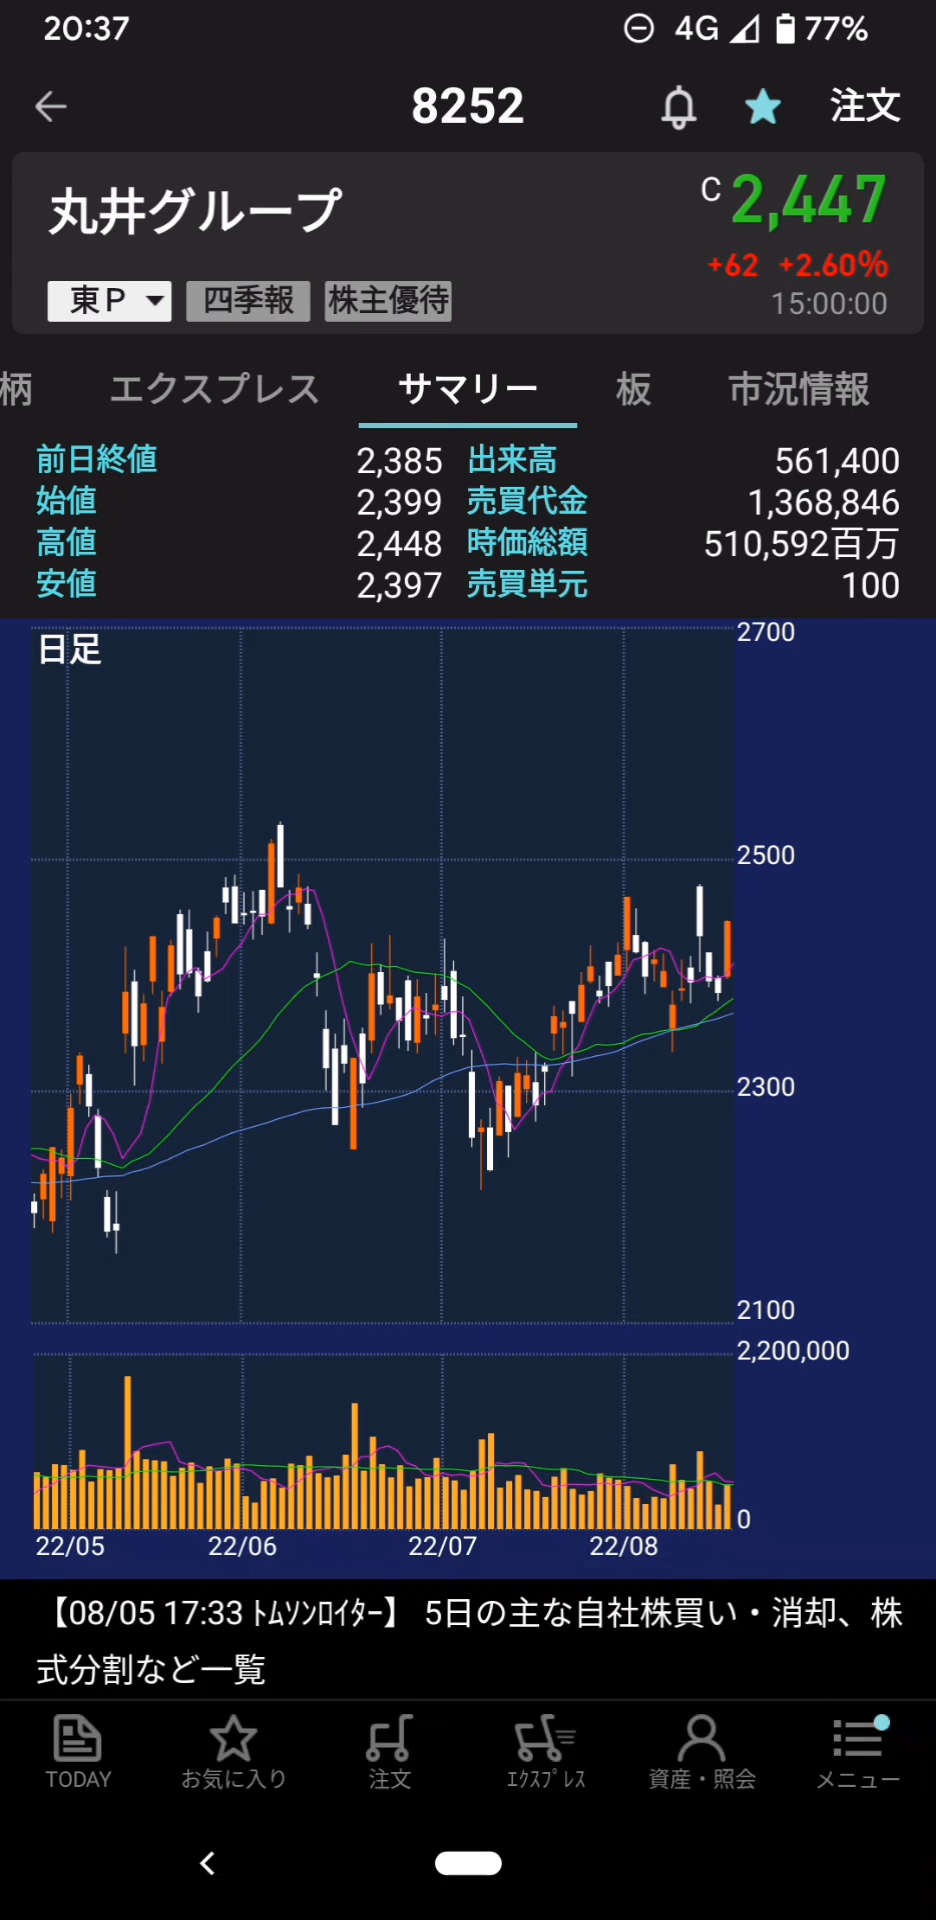 20:37 4G 77%
8252 注文
丸井グループ C 2,447
+62 +2.60%
東P 四季報 株主優待 15:00:00
柄 エクスプレス サマリー 板 市況情報
前日終値 2,385 出来高 561,400
始値 2,399 売買代金 1,368,846
高値 2,448 時価総額 510,592百万
安値 2,397 売買単元 100
日足
2700
2500
2300
2100
2,200,000
0
22/05 22/06 22/07 22/08
【08/05 17:33 ﾄﾑｿﾝﾛｲﾀｰ】 5日の主な自社株買い・消却、株
式分割など一覧
TODAY お気に入り 注文 ｴｸｽﾌﾟﾚｽ 資産・照会 メニュー